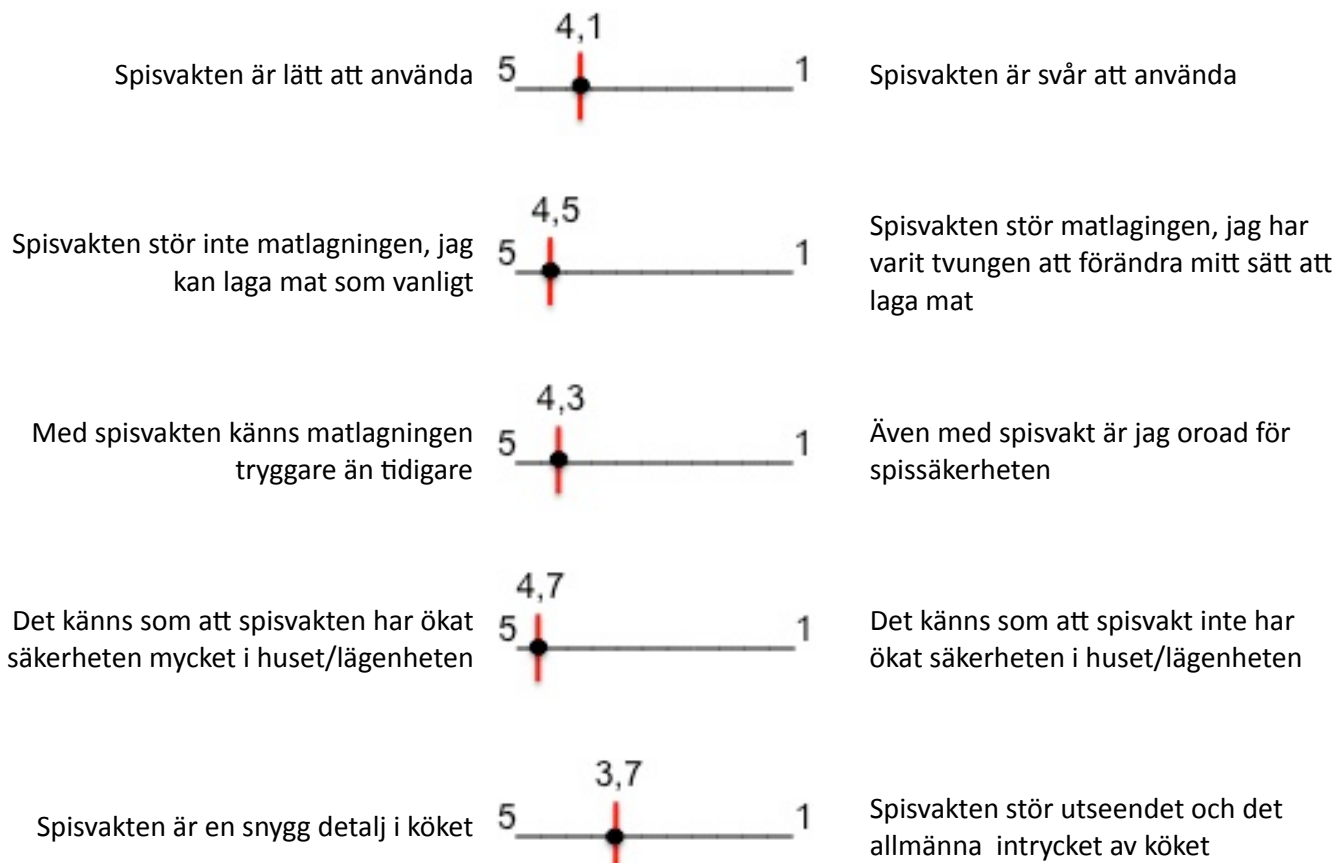 4,1
Spisvakten är lätt att använda 5 1 Spisvakten är svår att använda
4,5
Spisvakten stör inte matlagningen, jag
kan laga mat som vanligt
5 1
Spisvakten stör matlagingen, jag har
varit tvungen att förändra mitt sätt att
laga mat
4,3
Med spisvakten känns matlagningen
tryggare än tidigare
5 1
Även med spisvakt är jag oroad för
spissäkerheten
4,7
Det känns som att spisvakten har ökat
säkerheten mycket i huset/lägenheten
5 1
Det känns som att spisvakt inte har
ökat säkerheten i huset/lägenheten
3,7
Spisvakten är en snygg detalj i köket
5 1
Spisvakten stör utseendet och det
allmänna intrycket av köket